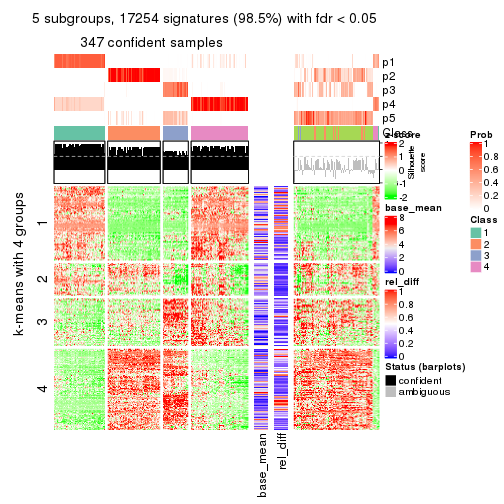 5 subgroups, 17254 signatures (98.5%) with fdr < 0.05
347 confident samples
p1
p2
p3
p4
p5
Class
Silhouette
score
k-means with 4 groups
1
2
3
4
base_mean
rel_diff
z-score
2
1
0
-1
-2
base_mean
8
6
4
2
0
rel_diff
1
0.8
0.6
0.4
0.2
0
Status (barplots)
confident
ambiguous
Prob
1
0.8
0.6
0.4
0.2
0
Class
1
2
3
4